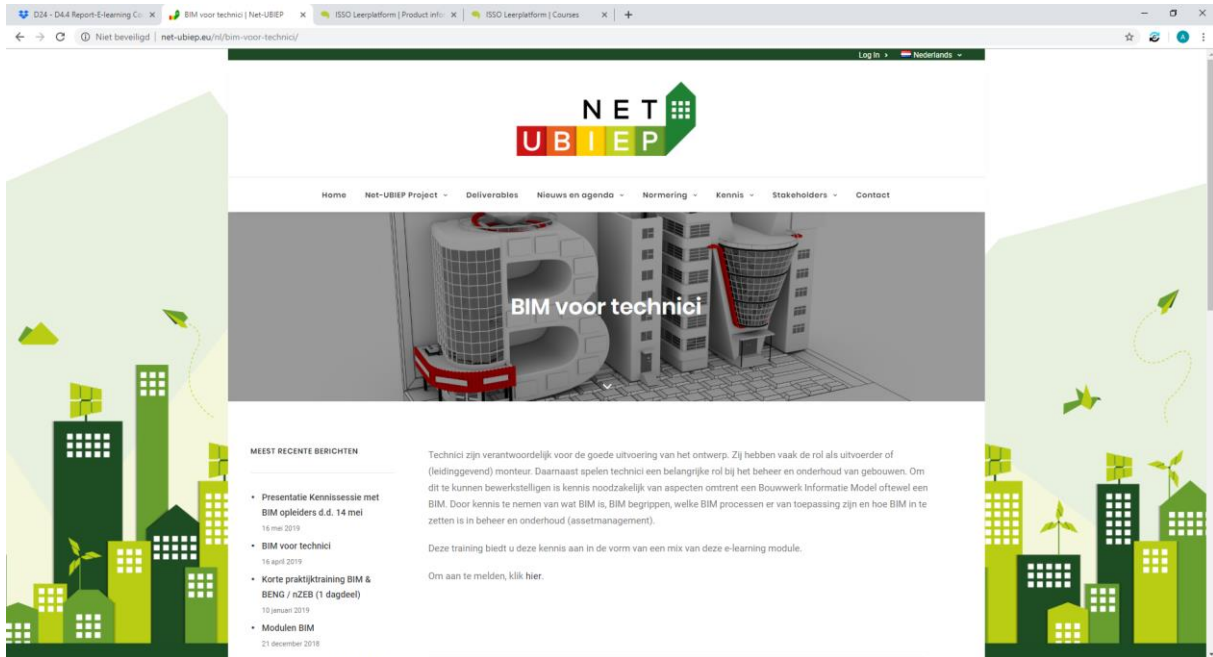 D24 - D4.4 Report-E-learning Co
BIM voor technici | Net-UBIEP
ISSO Leerplatform | Product infor
ISSO Leerplatform | Courses
Niet beveiligd | net-ubiep.eu/nl/bim-voor-technici/
A
Log In
Nederlands
NET
UBIEP
Home Net-UBIEP Project Deliverables Nieuws en agenda Normering Kennis Stakeholders Contact
BIM voor technici
MEEST RECENTE BERICHTEN
• Presentatie Kennissessie met
BIM opleiders d.d. 14 mei
16 mei 2019
• BIM voor technici
16 april 2019
• Korte praktijktraining BIM &
BENG / nZEB (1 dagdeel)
10 januari 2019
• Modulen BIM
21 december 2018
Technici zijn verantwoordelijk voor de goede uitvoering van het ontwerp. Zij hebben vaak de rol als uitvoerder of
(leidinggevend) monteur. Daarnaast spelen technici een belangrijke rol bij het beheer en onderhoud van gebouwen. Om
dit te kunnen bewerkstelligen is kennis noodzakelijk van aspecten omtrent een Bouwwerk Informatie Model oftewel een
BIM. Door kennis te nemen van wat BIM is, BIM begrippen, welke BIM processen er van toepassing zijn en hoe BIM in te
zetten is in beheer en onderhoud (assetmanagement).
Deze training biedt u deze kennis aan in de vorm van een mix van deze e-learning module.
Om aan te melden, klik hier.